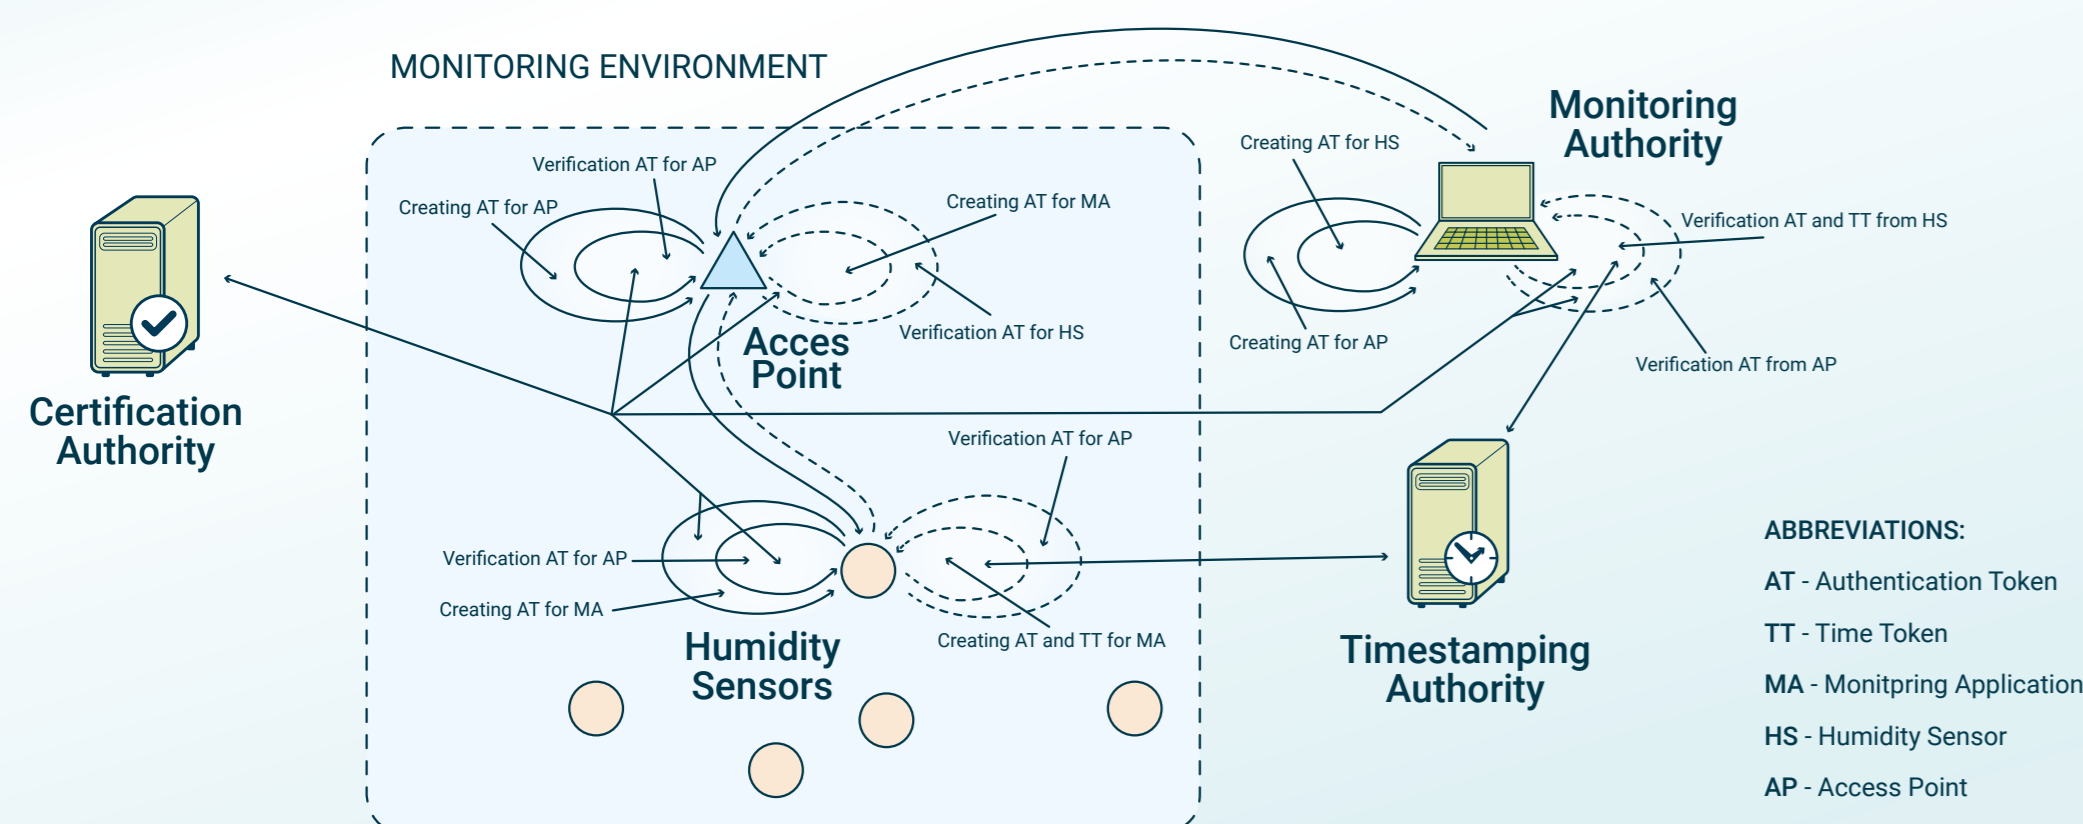 MONITORING ENVIRONMENT
Monitoring
Authority
Creating AT for HS
Verification AT for AP
Creating AT for AP
Creating AT for MA
Verification AT and TT from HS
Verification AT for HS
Acces
Point
Creating AT for AP
Verification AT from AP
Certification
Authority
Verification AT for AP
Verification AT for AP
Creating AT for MA
Creating AT and TT for MA
Humidity
Sensors
Timestamping
Authority
ABBREVIATIONS:
AT - Authentication Token
TT - Time Token
MA - Monitpring Application
HS - Humidity Sensor
AP - Access Point